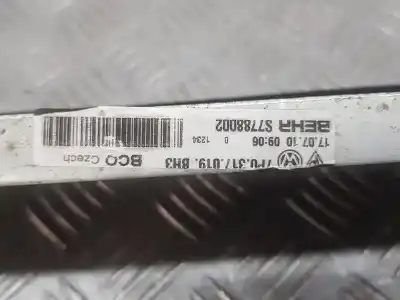 17.07.10 09:06
7P0.317.019. BH3
BEHR S7788002
0 1234
BCO Czech